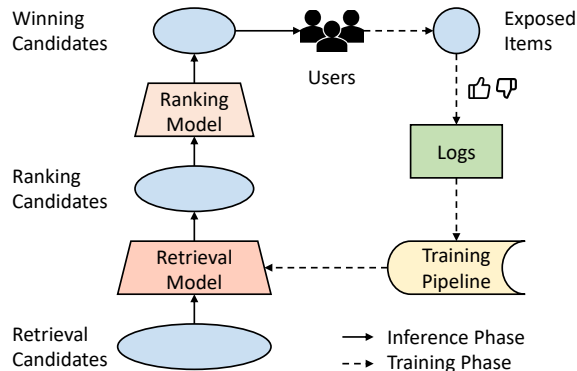 Winning
Candidates
Users
Exposed
Items
Ranking
Model
Logs
Ranking
Candidates
Retrieval
Model
Training
Pipeline
Retrieval
Candidates
Inference Phase
Training Phase